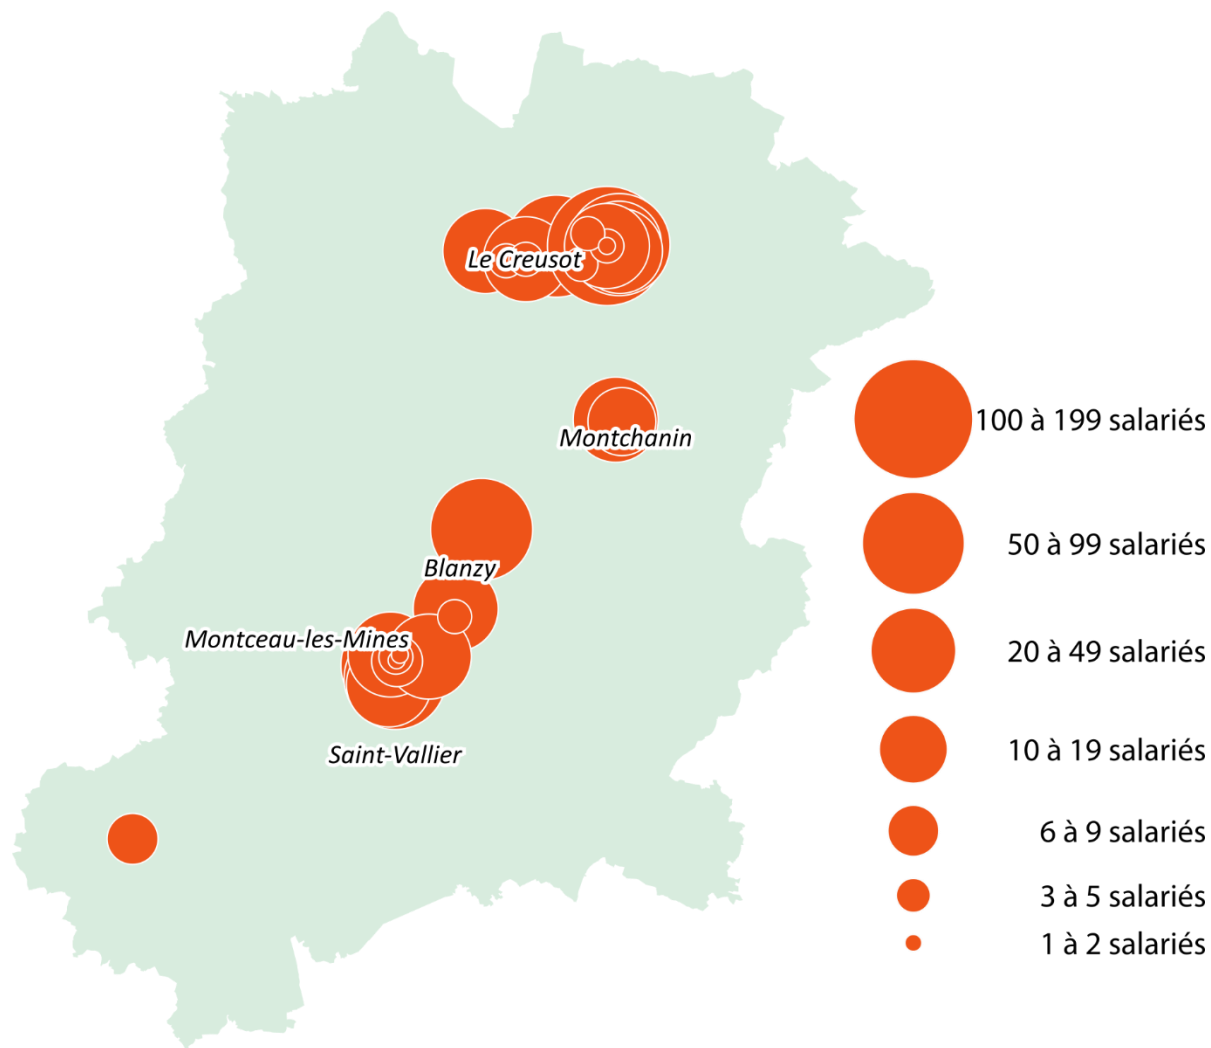 Le Creusot
Montchanin
Blanzy
Montceau-les-Mines
Saint-Vallier
100 à 199 salariés
50 à 99 salariés
20 à 49 salariés
10 à 19 salariés
6 à 9 salariés
3 à 5 salariés
1 à 2 salariés